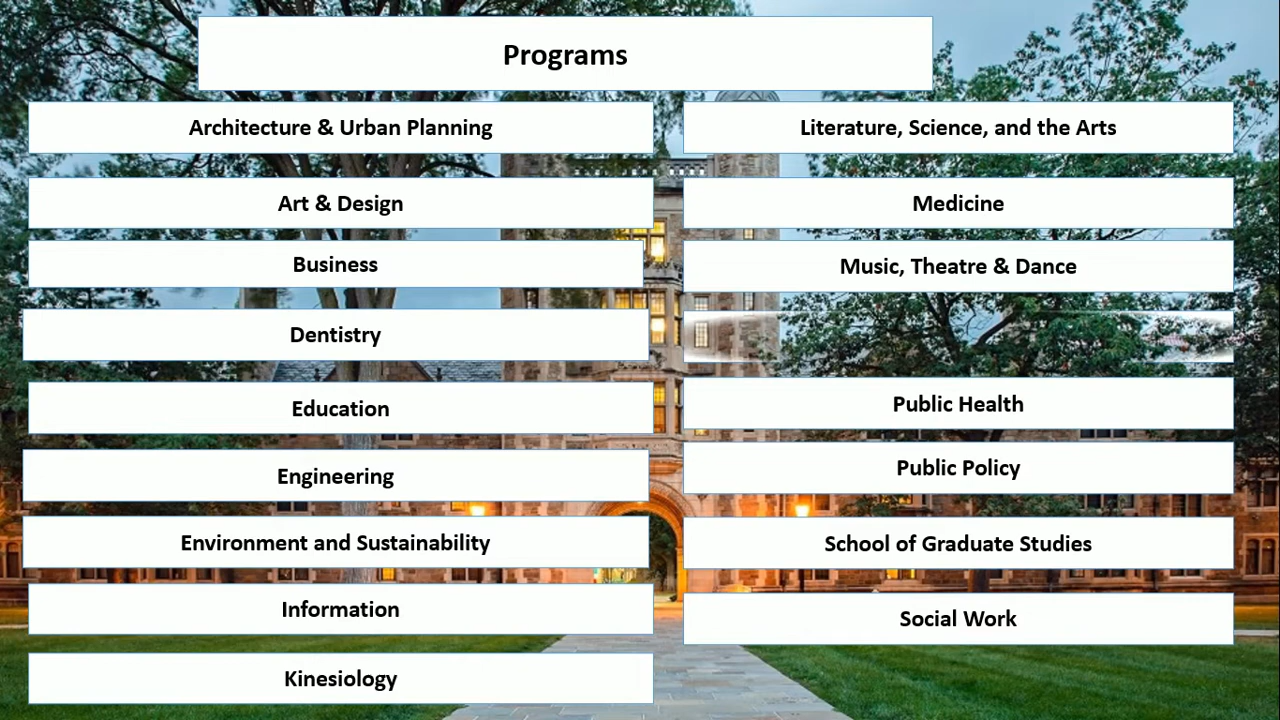 Programs
Architecture & Urban Planning
Art & Design
Business
Dentistry
Education
Engineering
Environment and Sustainability
Information
Kinesiology
Literature, Science, and the Arts
Medicine
Music, Theatre & Dance
Public Health
Public Policy
School of Graduate Studies
Social Work